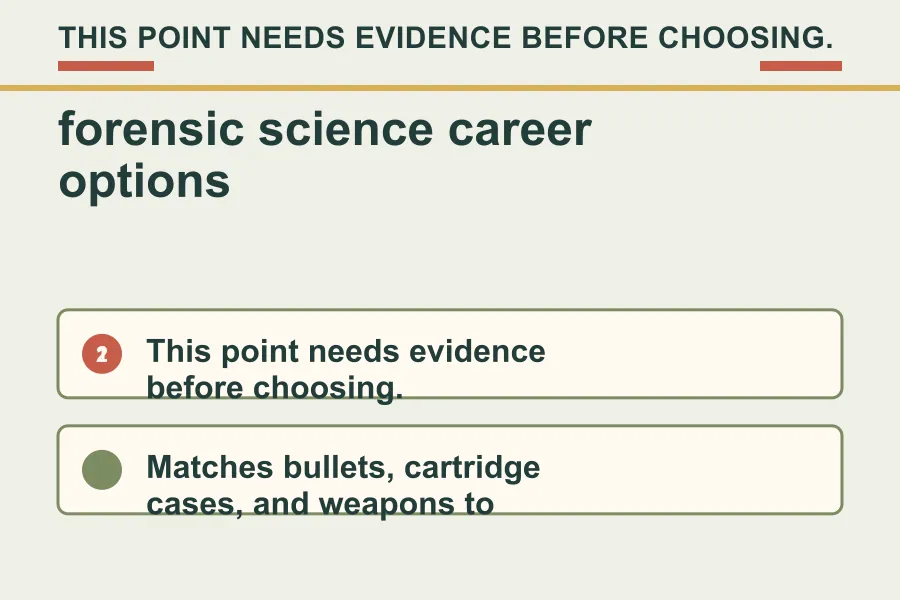 THIS POINT NEEDS EVIDENCE BEFORE CHOOSING.
forensic science career
options
2
This point needs evidence
before choosing.
Matches bullets, cartridge
cases, and weapons to